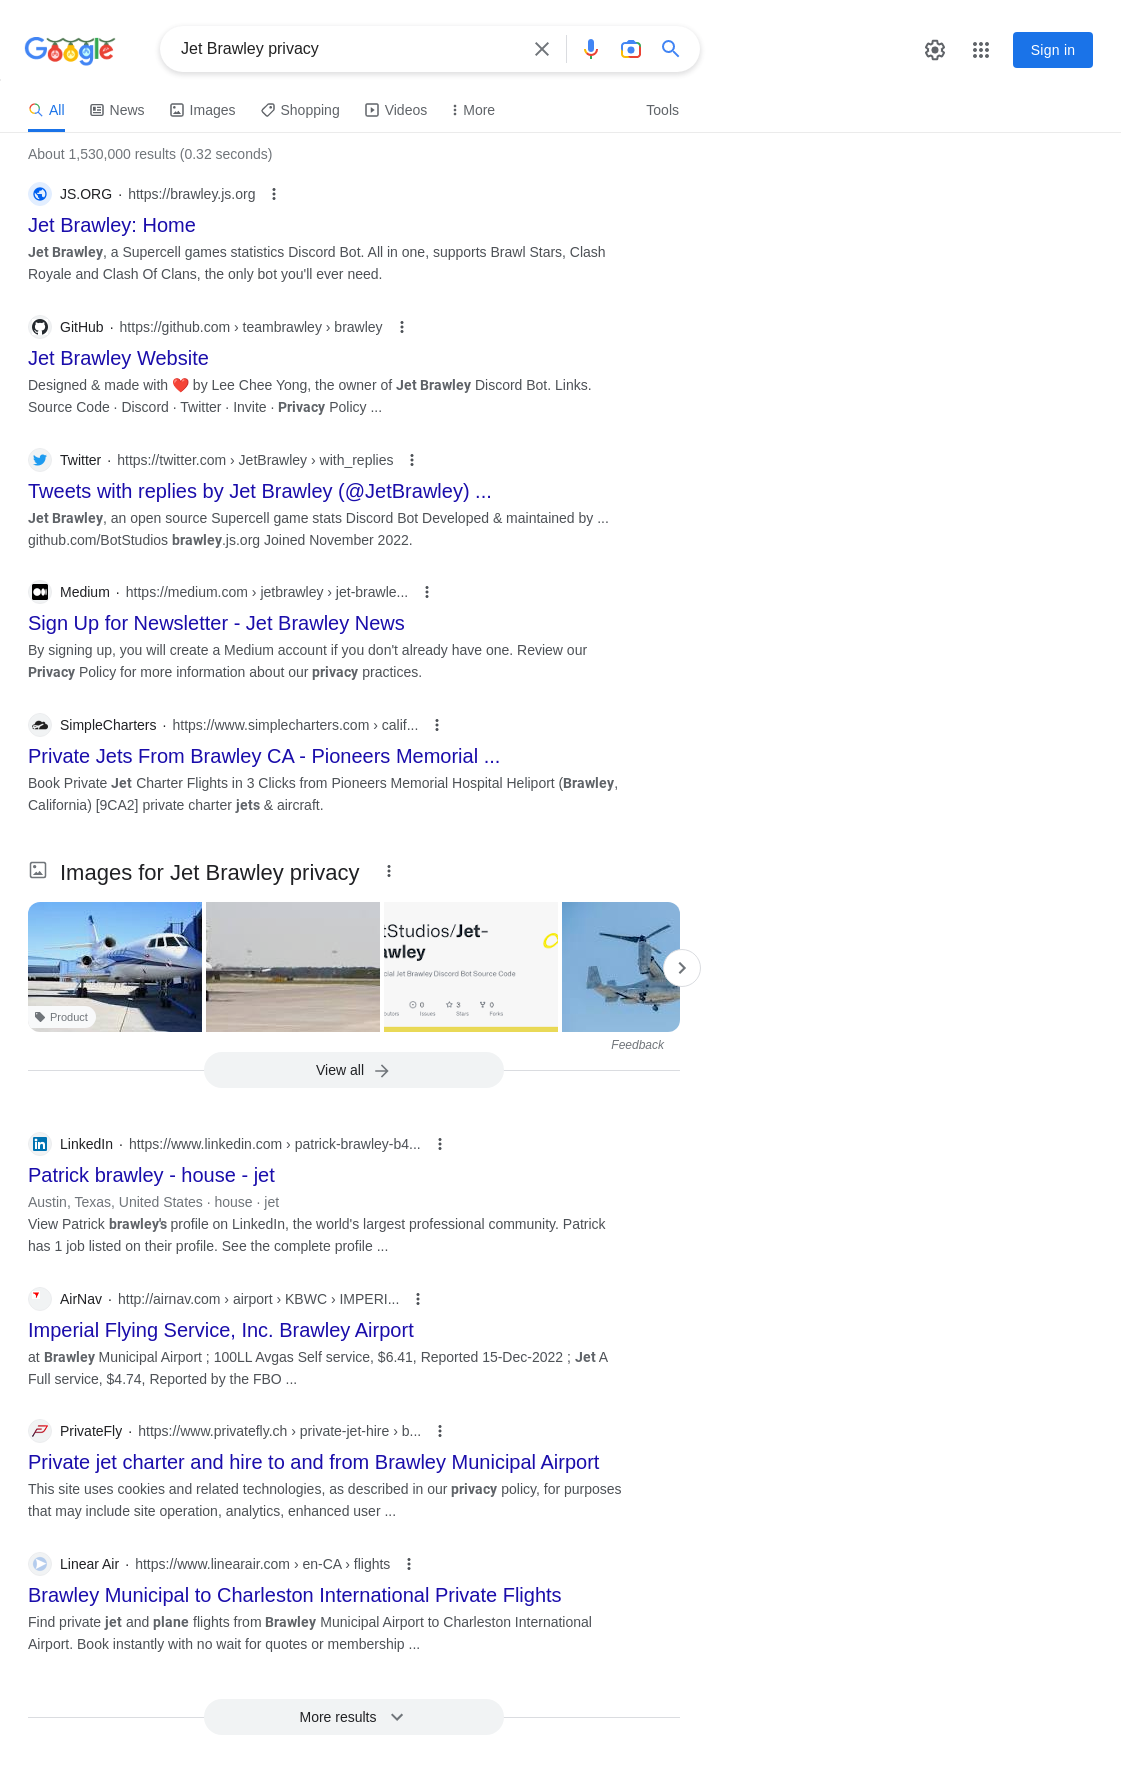 Google
Jet Brawley privacy
Sign in
All
News
Images
Shopping
Videos
More
Tools
About 1,530,000 results (0.32 seconds)
JS.ORG · https://brawley.js.org
Jet Brawley: Home
Jet Brawley, a Supercell games statistics Discord Bot. All in one, supports Brawl Stars, Clash
Royale and Clash Of Clans, the only bot you'll ever need.
GitHub · https://github.com › teambrawley › brawley
Jet Brawley Website
Designed & made with ❤️ by Lee Chee Yong, the owner of Jet Brawley Discord Bot. Links.
Source Code · Discord · Twitter · Invite · Privacy Policy ...
Twitter · https://twitter.com › JetBrawley › with_replies
Tweets with replies by Jet Brawley (@JetBrawley) ...
Jet Brawley, an open source Supercell game stats Discord Bot Developed & maintained by ...
github.com/BotStudios brawley.js.org Joined November 2022.
Medium · https://medium.com › jetbrawley › jet-brawle...
Sign Up for Newsletter - Jet Brawley News
By signing up, you will create a Medium account if you don't already have one. Review our
Privacy Policy for more information about our privacy practices.
SimpleCharters · https://www.simplecharters.com › calif...
Private Jets From Brawley CA - Pioneers Memorial ...
Book Private Jet Charter Flights in 3 Clicks from Pioneers Memorial Hospital Heliport (Brawley,
California) [9CA2] private charter jets & aircraft.
Images for Jet Brawley privacy
tStudios/Jet-
awley
cial Jet Brawley Discord Bot Source Code
0 3 0
butors Issues Stars Forks
Product
Feedback
View all
LinkedIn · https://www.linkedin.com › patrick-brawley-b4...
Patrick brawley - house - jet
Austin, Texas, United States · house · jet
View Patrick brawley's profile on LinkedIn, the world's largest professional community. Patrick
has 1 job listed on their profile. See the complete profile ...
AirNav · http://airnav.com › airport › KBWC › IMPERI...
Imperial Flying Service, Inc. Brawley Airport
at Brawley Municipal Airport ; 100LL Avgas Self service, $6.41, Reported 15-Dec-2022 ; Jet A
Full service, $4.74, Reported by the FBO ...
PrivateFly · https://www.privatefly.ch › private-jet-hire › b...
Private jet charter and hire to and from Brawley Municipal Airport
This site uses cookies and related technologies, as described in our privacy policy, for purposes
that may include site operation, analytics, enhanced user ...
Linear Air · https://www.linearair.com › en-CA › flights
Brawley Municipal to Charleston International Private Flights
Find private jet and plane flights from Brawley Municipal Airport to Charleston International
Airport. Book instantly with no wait for quotes or membership ...
More results